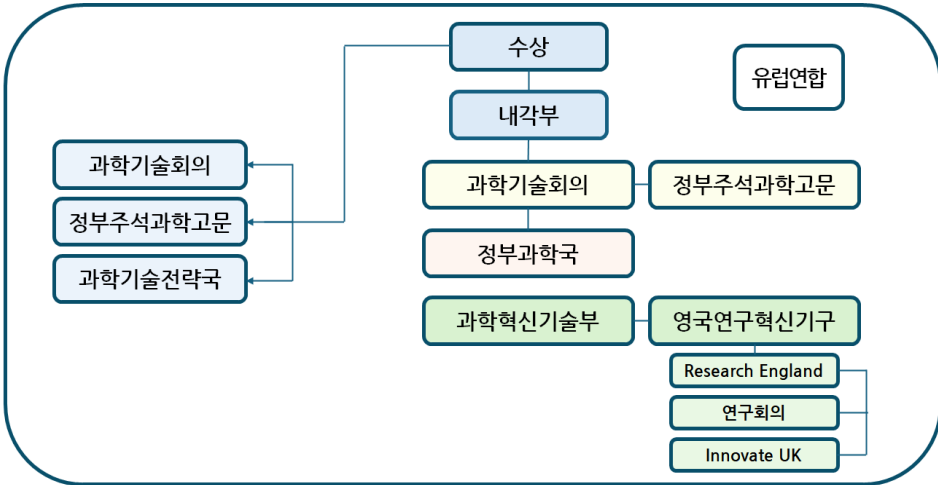 수상
유럽연합
내각부
과학기술회의
정부주석과학고문
과학기술전략국
과학기술회의
정부주석과학고문
정부과학국
과학혁신기술부
영국연구혁신기구
Research England
연구회의
Innovate UK